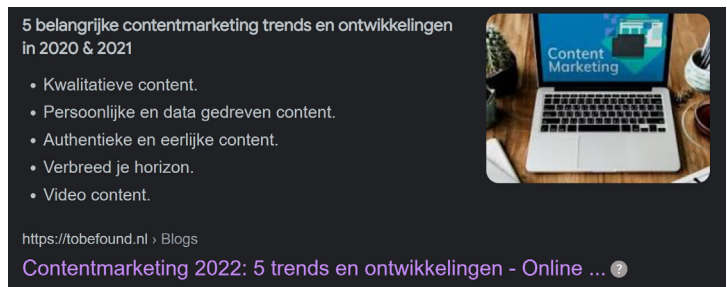 5 belangrijke contentmarketing trends en ontwikkelingen
in 2020 & 2021
• Kwalitatieve content.
• Persoonlijke en data gedreven content.
• Authentieke en eerlijke content.
• Verbreed je horizon.
• Video content.
Content
Marketing
https://tobefound.nl › Blogs
Contentmarketing 2022: 5 trends en ontwikkelingen - Online ... ?